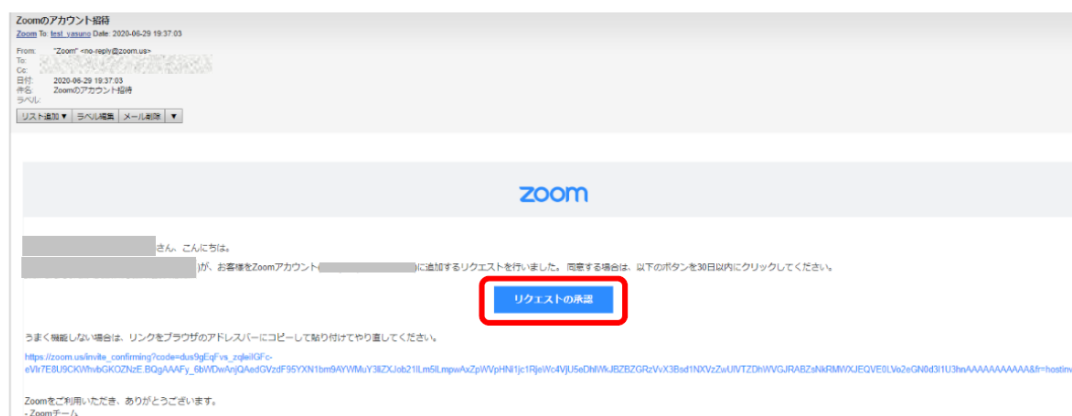 Zoomのアカウント招待
Zoom To: test_yasuno Date: 2020-06-29 19:37:03
From: "Zoom" <no-reply@zoom.us>
To:
Cc:
日付: 2020-06-29 19:37:03
件名: Zoomのアカウント招待
ラベル:
リスト追加▼ ラベル編集 メール削除 ▼
zoom
さん、こんにちは。
)が、お客様をZoomアカウント( )に追加するリクエストを行いました。同意する場合は、以下のボタンを30日以内にクリックしてください。
リクエストの承認
うまく機能しない場合は、リンクをブラウザのアドレスバーにコピーして貼り付けてやり直してください。
Zoomをご利用いただき、ありがとうございます。
- Zoomチーム